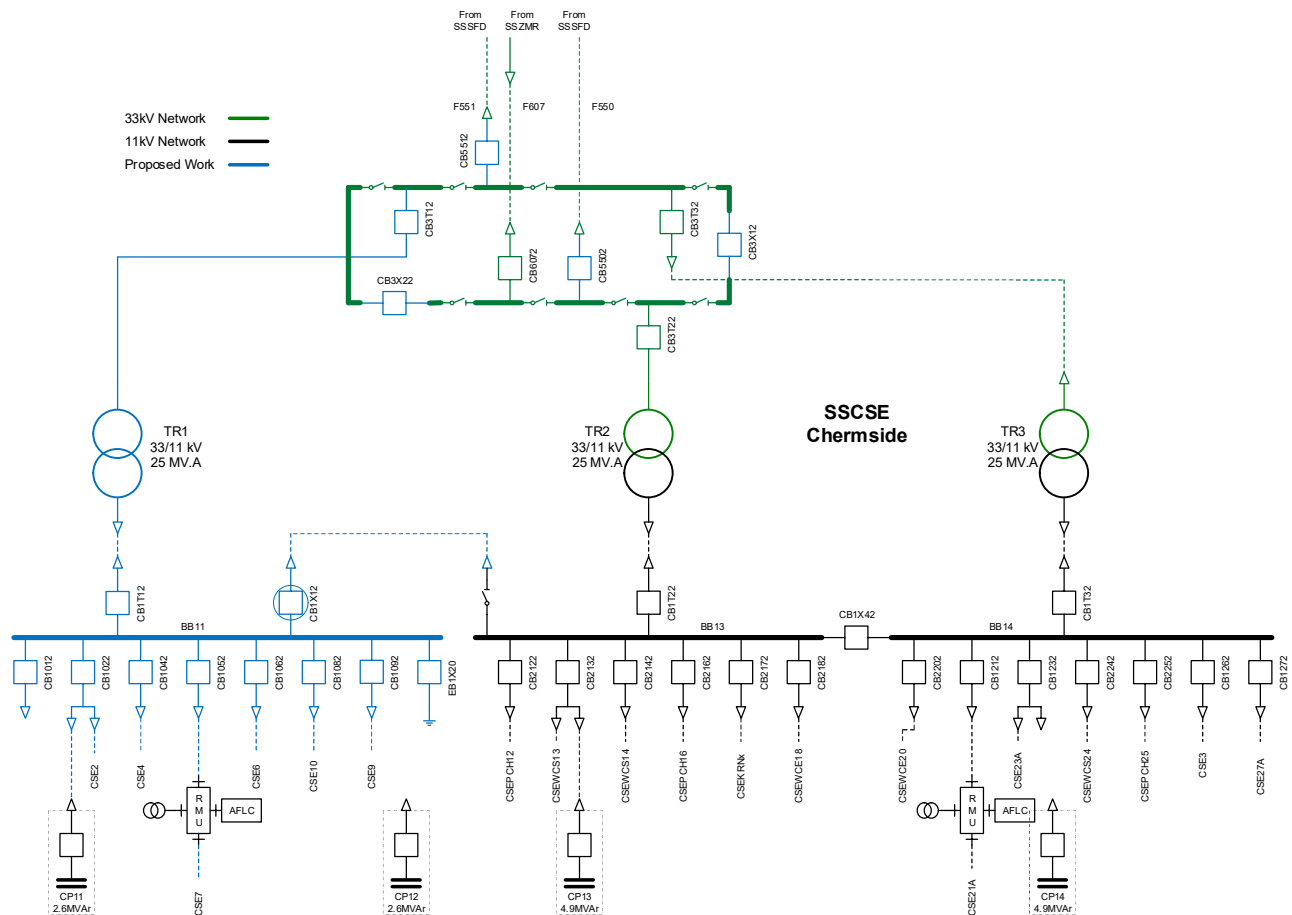 From
SSSFD
From
SSZMR
From
SSSFD
33kV Network
11kV Network
Proposed Work
F551
F607
F550
CB5512
CB3T12
CB3T32
CB3X12
CB6072
CB5502
CB3X22
CB3T22
SSCSE
Chermside
TR1
33/11 kV
25 MV.A
TR2
33/11 kV
25 MV.A
TR3
33/11 kV
25 MV.A
CB1T12
CB1X12
CB1T22
CB1X42
CB1T32
BB11
BB13
BB14
CB1012
CB1022
CB1042
CB1052
CB1062
CB1082
CB1092
EB1X20
CB2122
CB2132
CB2142
CB2162
CB2172
CB2182
CB2202
CB1212
CB1232
CB2242
CB2252
CB1262
CB1272
CSE2
CSE4
CSE6
CSE10
CSE9
CSEPCH12
CSEWCS13
CSEWCS14
CSEPCH16
CSEKRNx
CSEWCE18
CSEWCE20
CSE23A
CSEWCS24
CSEPCH25
CSE3
CSE27A
RMU
AFLC
RMU
AFLC
CSE7
CSE21A
CP11
2.6MVAr
CP12
2.6MVAr
CP13
4.9MVAr
CP14
4.9MVAr